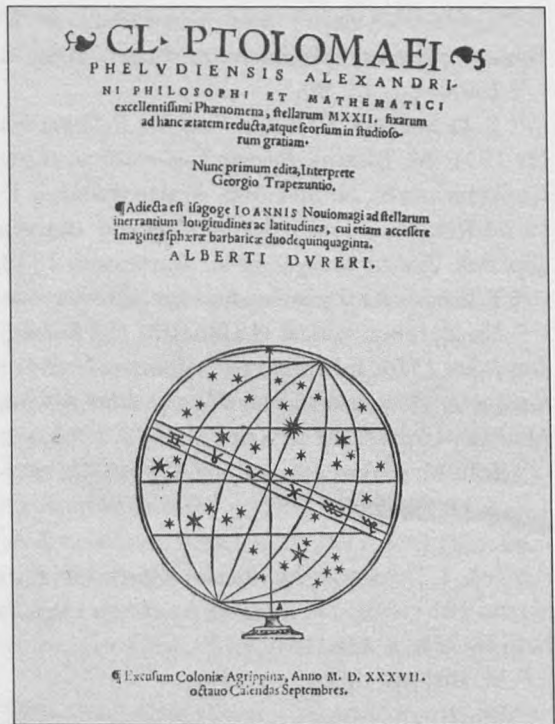 CL. PTOLOMAEI
PHELVDIENSIS ALEXANDRI-
NI PHILOSOPHI ET MATHEMATICI
excellentissimi Phænomena, stellarum MXXII. fixarum
ad hanc ætatem reducta, atque seorsum in studioso-
rum gratiam.
Nunc primum edita, Interprete
Georgio Trapezuntio.
¶ Adiecta est isagoge IOANNIS Nouiomagi ad stellarum
inerrantium longitudines ac latitudines, cui etiam accessere
Imagines sphæræ barbaricæ duodequinquaginta.
ALBERTI DVRERI.
¶ Excusum Coloniæ Agrippinæ, Anno M. D. XXXVII.
octauo Calendas Septembres.